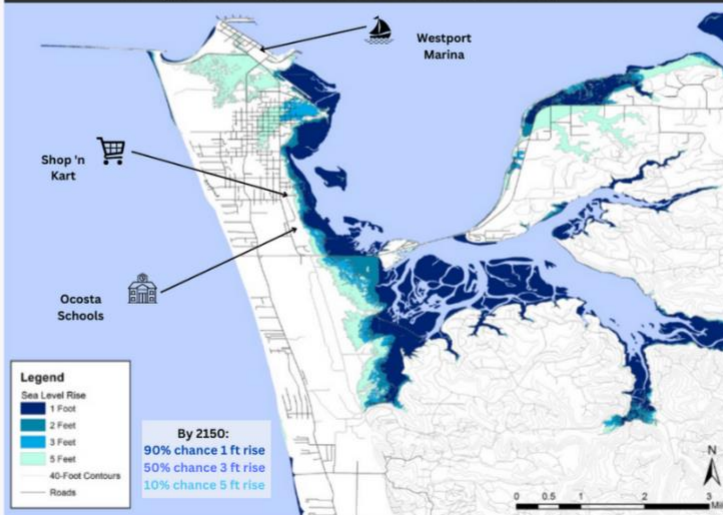 Westport
Marina
Shop 'n
Kart
Ocosta
Schools
Legend
Sea Level Rise
1 Foot
2 Feet
3 Feet
5 Feet
40-Foot Contours
Roads
By 2150:
90% chance 1 ft rise
50% chance 3 ft rise
10% chance 5 ft rise
N
0 0.5 1 2 3